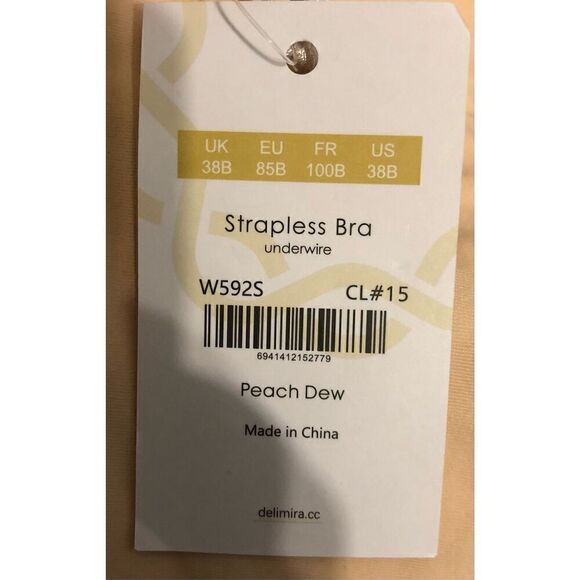 UK EU FR US
38B 85B 100B 38B
Strapless Bra
underwire
W592S CL#15
6941412152779
Peach Dew
Made in China
delimira.cc